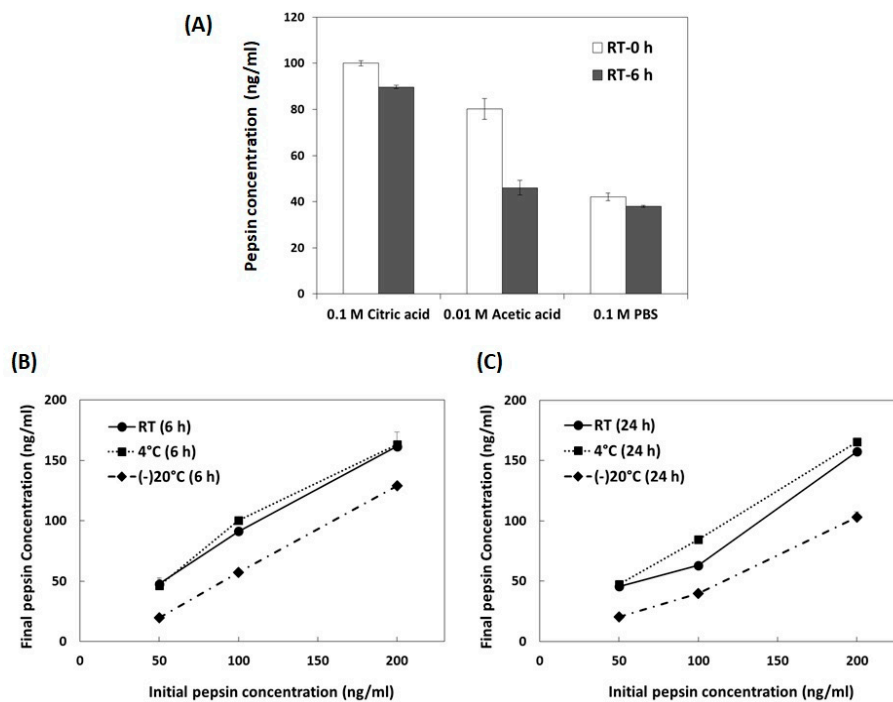 (A)
Pepsin concentration (ng/ml)
120
100
80
60
40
20
0
RT-0 h
RT-6 h
0.1 M Citric acid 0.01 M Acetic acid 0.1 M PBS
(B)
Final pepsin Concentration (ng/ml)
200
150
100
50
0
RT (6 h)
4°C (6 h)
(-)20°C (6 h)
0 50 100 150 200
Initial pepsin concentration (ng/ml)
(C)
Final pepsin Concentration (ng/ml)
200
150
100
50
0
RT (24 h)
4°C (24 h)
(-)20°C (24 h)
0 50 100 150 200
Initial pepsin concentration (ng/ml)